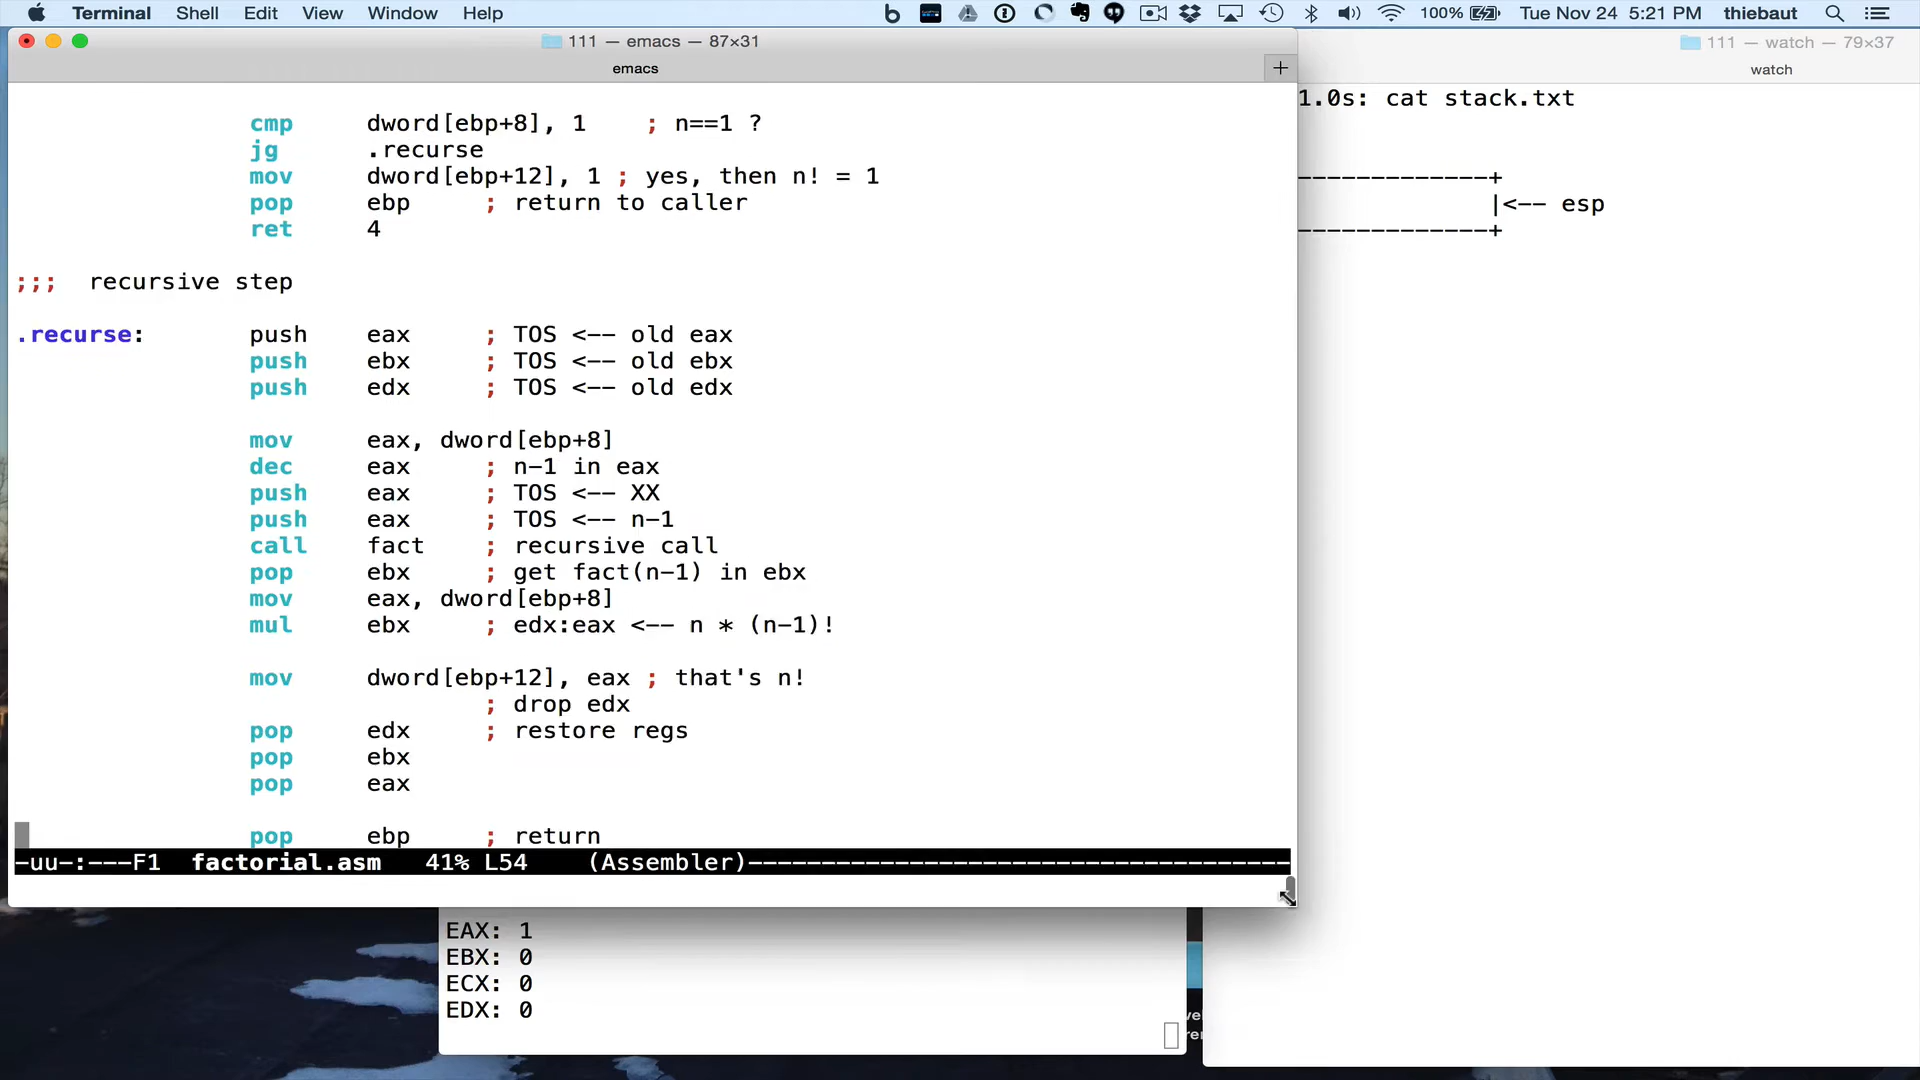 Terminal Shell Edit View Window Help 100% Tue Nov 24 5:21 PM thiebaut
111 — emacs — 87×31
emacs
+
111 — watch — 79×37
watch
1.0s: cat stack.txt
-------------+
|<-- esp
-------------+
cmp dword[ebp+8], 1 ; n==1 ?
jg .recurse
mov dword[ebp+12], 1 ; yes, then n! = 1
pop ebp ; return to caller
ret 4
;;; recursive step
.recurse: push eax ; TOS <-- old eax
push ebx ; TOS <-- old ebx
push edx ; TOS <-- old edx
mov eax, dword[ebp+8]
dec eax ; n-1 in eax
push eax ; TOS <-- XX
push eax ; TOS <-- n-1
call fact ; recursive call
pop ebx ; get fact(n-1) in ebx
mov eax, dword[ebp+8]
mul ebx ; edx:eax <-- n * (n-1)!
mov dword[ebp+12], eax ; that's n!
; drop edx
pop edx ; restore regs
pop ebx
pop eax
pop ebp ; return
-uu-:---F1 factorial.asm 41% L54 (Assembler)-------------------------------------
EAX: 1
EBX: 0
ECX: 0
EDX: 0